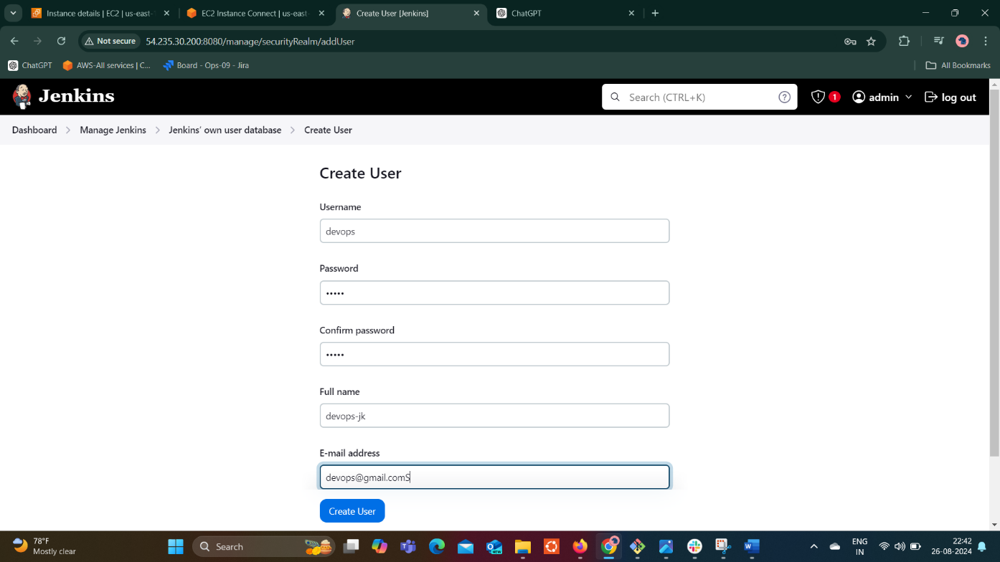 Instance details | EC2 | us-east-1
EC2 Instance Connect | us-east-
Create User [Jenkins]
ChatGPT
Not secure
54.235.30.200:8080/manage/securityRealm/addUser
ChatGPT
AWS-All services | C...
Board - Ops-09 - Jira
All Bookmarks
Jenkins
Search (CTRL+K)
1
admin
log out
Dashboard
Manage Jenkins
Jenkins’ own user database
Create User
Create User
Username
devops
Password
•••••
Confirm password
•••••
Full name
devops-jk
E-mail address
devops@gmail.comS
Create User
78°F
Mostly clear
Search
NEW
ENG
IN
22:42
26-08-2024